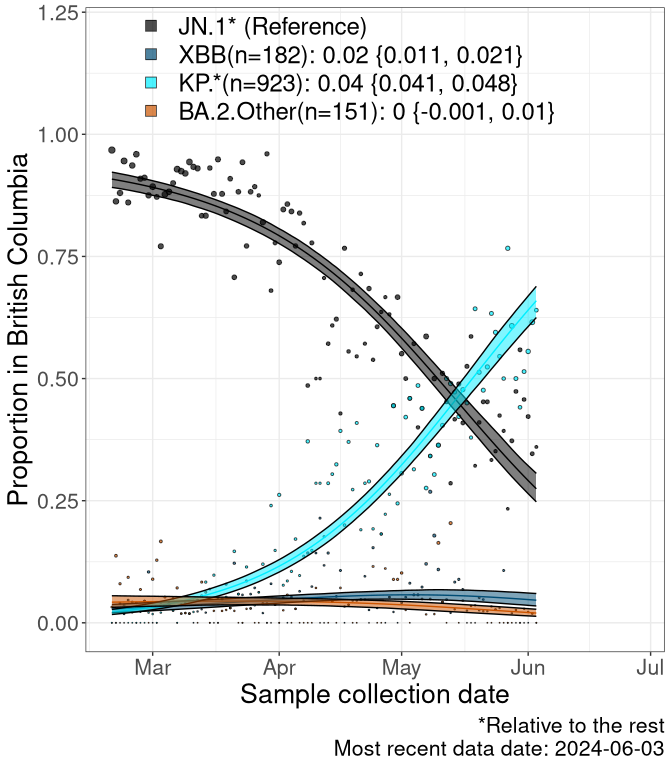 JN.1* (Reference)
XBB(n=182): 0.02 {0.011, 0.021}
KP.*(n=923): 0.04 {0.041, 0.048}
BA.2.Other(n=151): 0 {-0.001, 0.01}
Proportion in British Columbia
1.25
1.00
0.75
0.50
0.25
0.00
Mar Apr May Jun Jul
Sample collection date
*Relative to the rest
Most recent data date: 2024-06-03